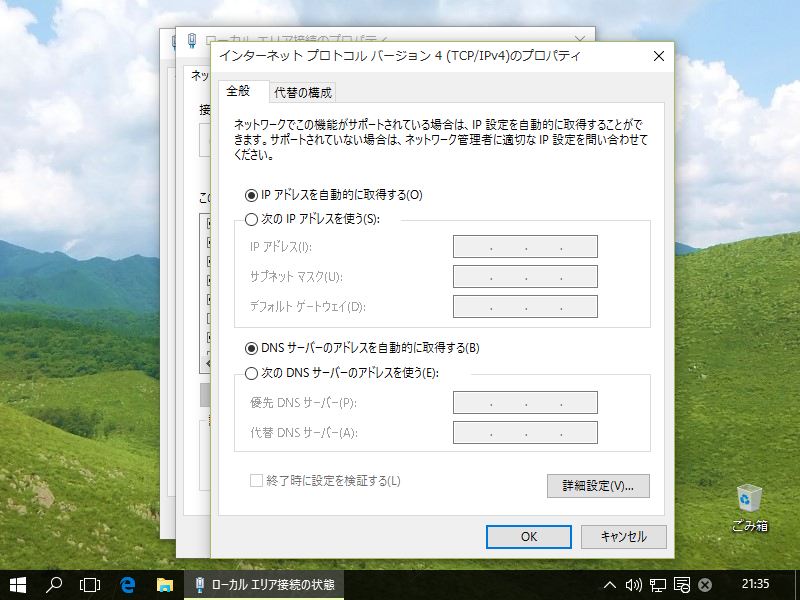 ローカル エリア接続のプロパティ
インターネット プロトコル バージョン 4 (TCP/IPv4)のプロパティ
ネッ
全般
代替の構成
接
ネットワークでこの機能がサポートされている場合は、IP 設定を自動的に取得することがで
きます。サポートされていない場合は、ネットワーク管理者に適切な IP 設定を問い合わせて
ください。
こ
IP アドレスを自動的に取得する(O)
次の IP アドレスを使う(S):
IP アドレス(I):
サブネット マスク(U):
デフォルト ゲートウェイ(D):
DNS サーバーのアドレスを自動的に取得する(B)
次の DNS サーバーのアドレスを使う(E):
優先 DNS サーバー(P):
代替 DNS サーバー(A):
終了時に設定を検証する(L)
詳細設定(V)...
OK
キャンセル
ごみ箱
ローカル エリア接続の状態
21:35